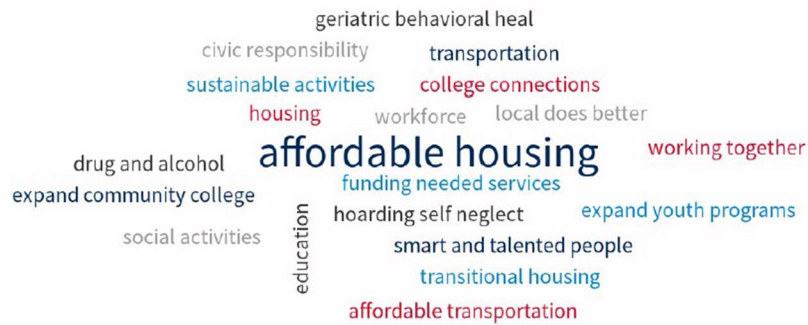 geriatric behavioral heal
civic responsibility
transportation
sustainable activities
college connections
housing
workforce
local does better
affordable housing
working together
drug and alcohol
funding needed services
expand community college
hoarding self neglect
expand youth programs
social activities
education
smart and talented people
transitional housing
affordable transportation